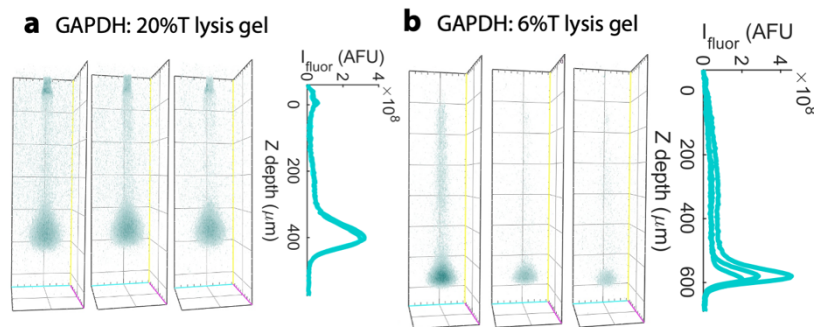 a GAPDH: 20%T lysis gel
I_fluor (AFU)
0 2 4
× 10^8
0
200
400
Z depth (μm)
b GAPDH: 6%T lysis gel
I_fluor (AFU
0 2 4
× 10^8
0
200
400
600
Z depth (μm)